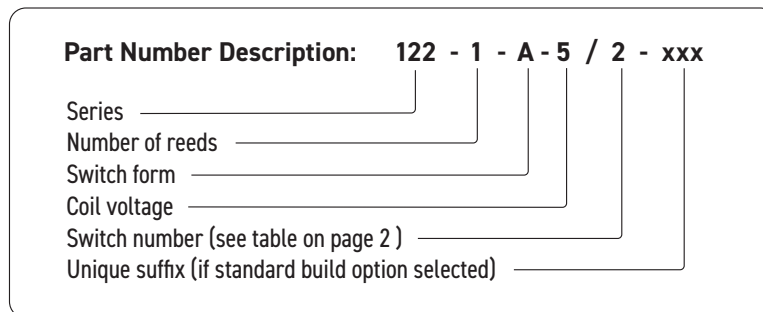 Part Number Description: 122 - 1 - A - 5 / 2 - xxx
Series
Number of reeds
Switch form
Coil voltage
Switch number (see table on page 2 )
Unique suffix (if standard build option selected)